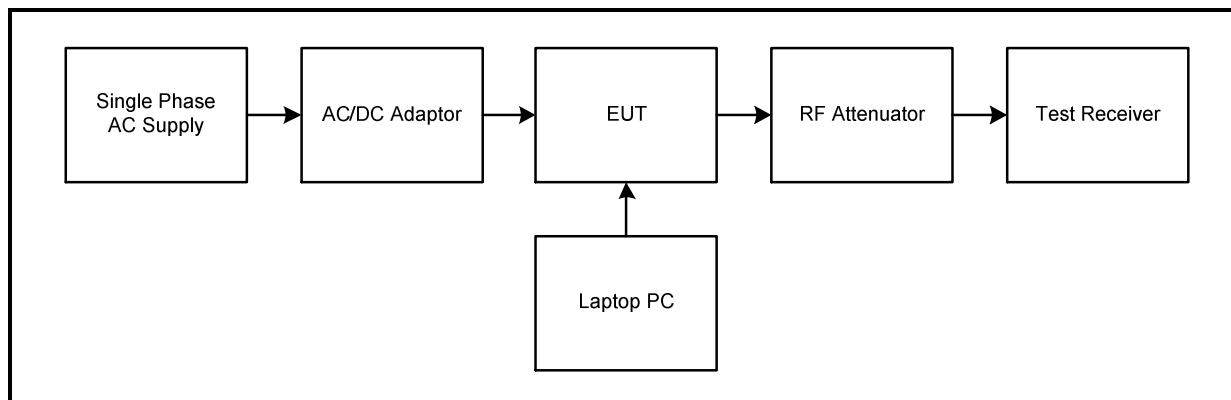 Single Phase
AC Supply
AC/DC Adaptor
EUT
RF Attenuator
Test Receiver
Laptop PC